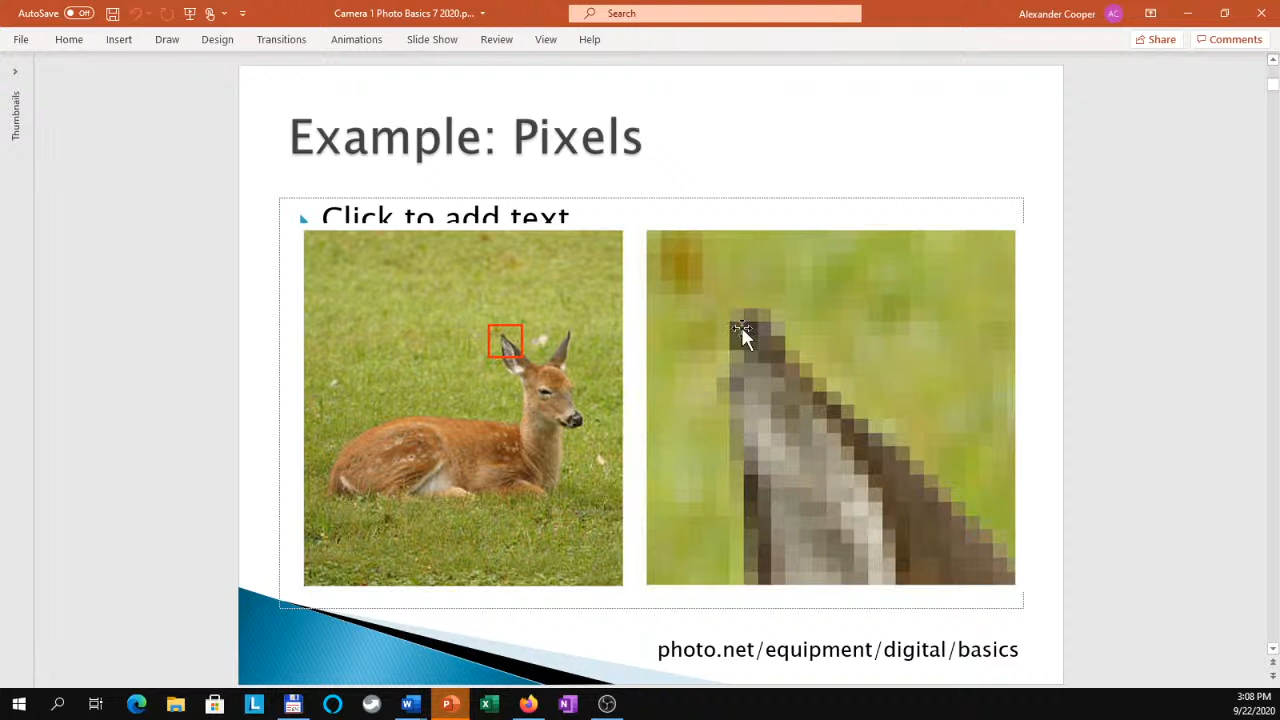 AutoSave Off
Camera 1 Photo Basics 7 2020.p...
Search
Alexander Cooper AC
File Home Insert Draw Design Transitions Animations Slide Show Review View Help
Share Comments
Thumbnails
Example: Pixels
Click to add text
photo.net/equipment/digital/basics
3:08 PM
9/22/2020